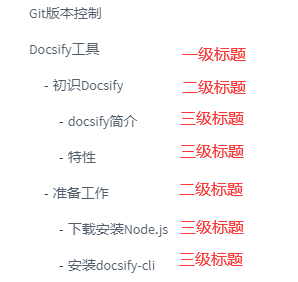 Git版本控制
Docsify工具 一级标题
- 初识Docsify 二级标题
- docsify简介 三级标题
- 特性 三级标题
- 准备工作 二级标题
- 下载安装Node.js 三级标题
- 安装docsify-cli 三级标题